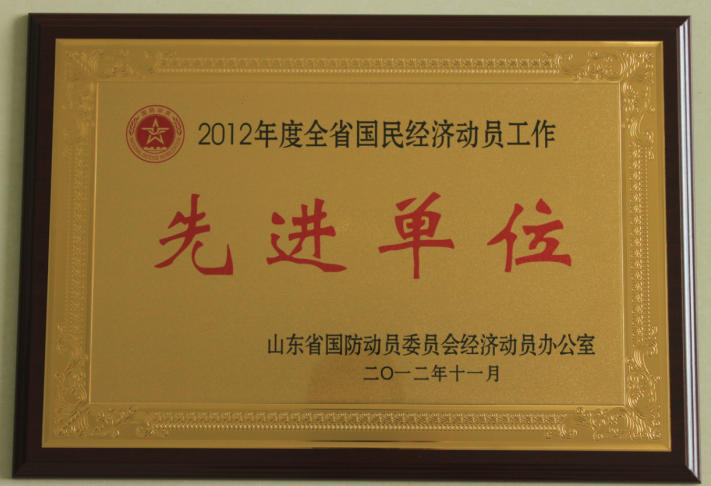 2012年度全省国民经济动员工作
先进单位
山东省国防动员委员会经济动员办公室
二〇一二年十一月